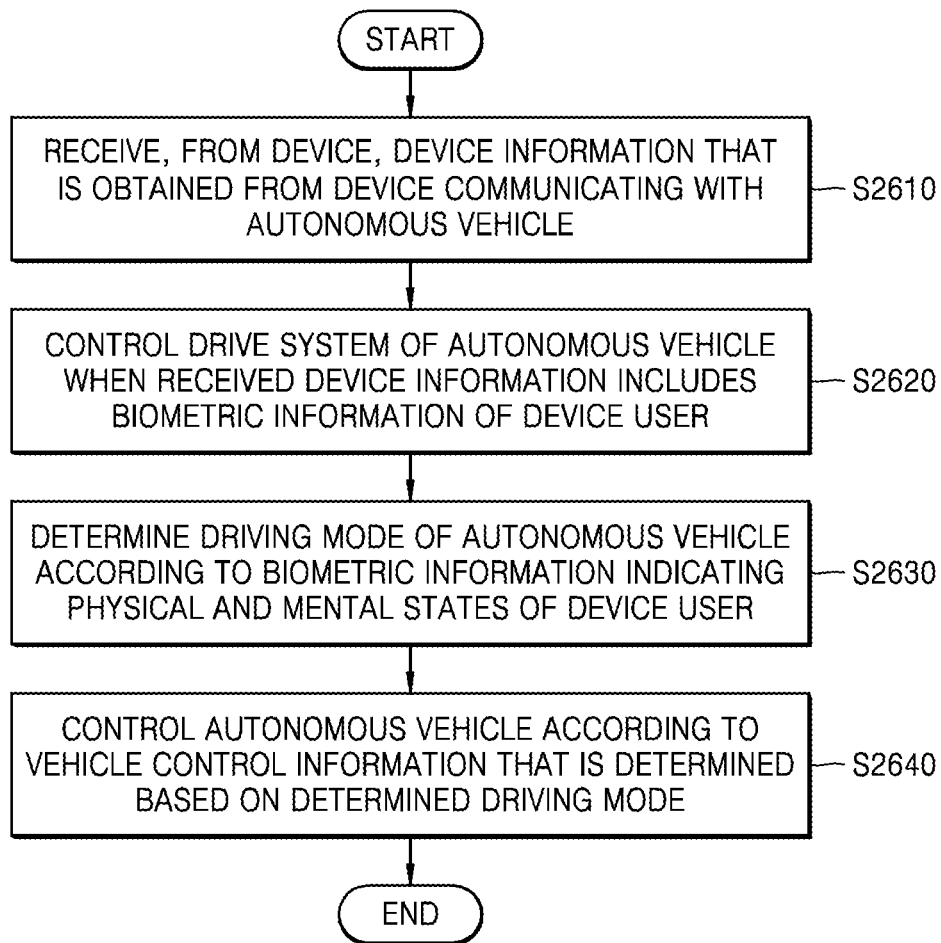 START
RECEIVE, FROM DEVICE, DEVICE INFORMATION THAT
IS OBTAINED FROM DEVICE COMMUNICATING WITH
AUTONOMOUS VEHICLE
S2610
CONTROL DRIVE SYSTEM OF AUTONOMOUS VEHICLE
WHEN RECEIVED DEVICE INFORMATION INCLUDES
BIOMETRIC INFORMATION OF DEVICE USER
S2620
DETERMINE DRIVING MODE OF AUTONOMOUS VEHICLE
ACCORDING TO BIOMETRIC INFORMATION INDICATING
PHYSICAL AND MENTAL STATES OF DEVICE USER
S2630
CONTROL AUTONOMOUS VEHICLE ACCORDING TO
VEHICLE CONTROL INFORMATION THAT IS DETERMINED
BASED ON DETERMINED DRIVING MODE
S2640
END